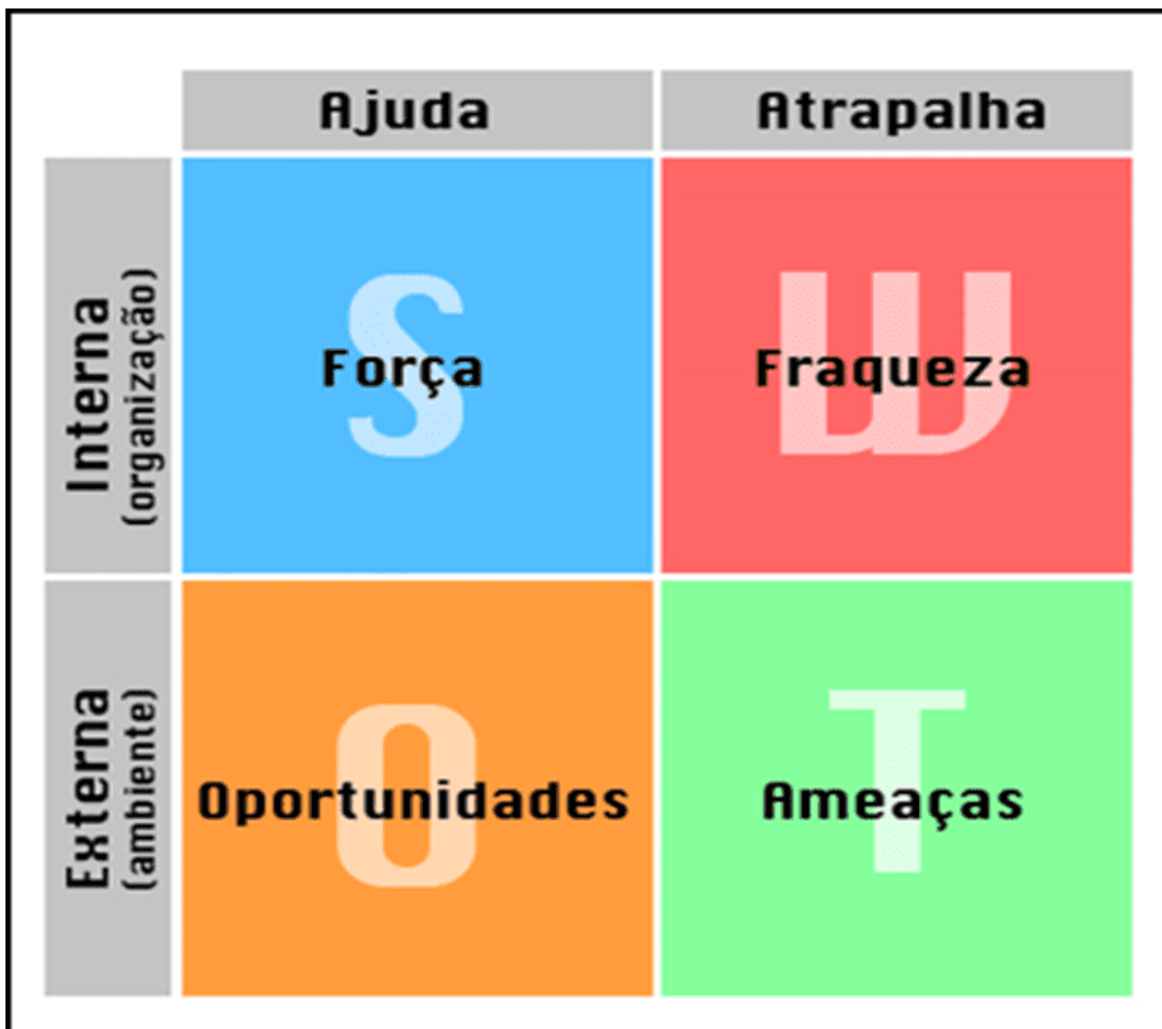 Ajuda
Atrapalha
Interna
(organização)
S
Força
W
Fraqueza
Externa
(ambiente)
O
Oportunidades
T
Ameaças